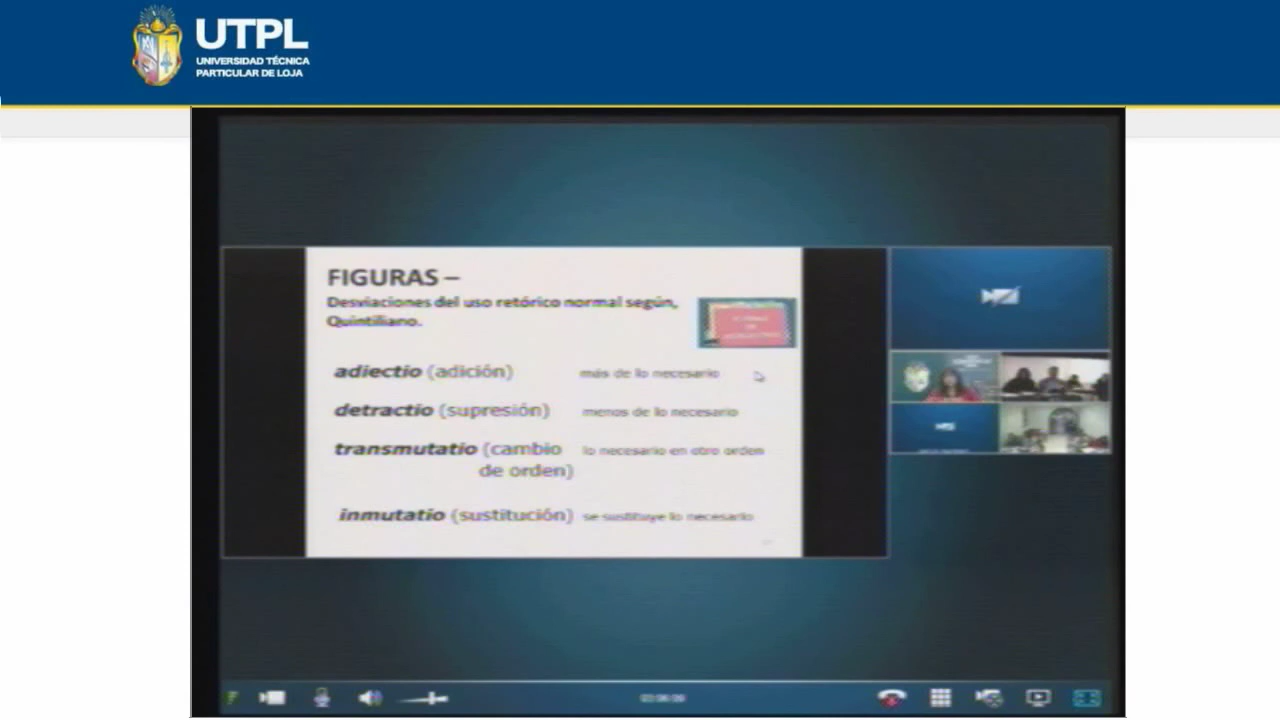 UTPL
UNIVERSIDAD TÉCNICA
PARTICULAR DE LOJA
FIGURAS –
Desviaciones del uso retórico normal según,
Quintiliano.
adiectio (adición) más de lo necesario
detractio (supresión) menos de lo necesario
transmutatio (cambio lo necesario en otro orden
de orden)
inmutatio (sustitución) se sustituye lo necesario